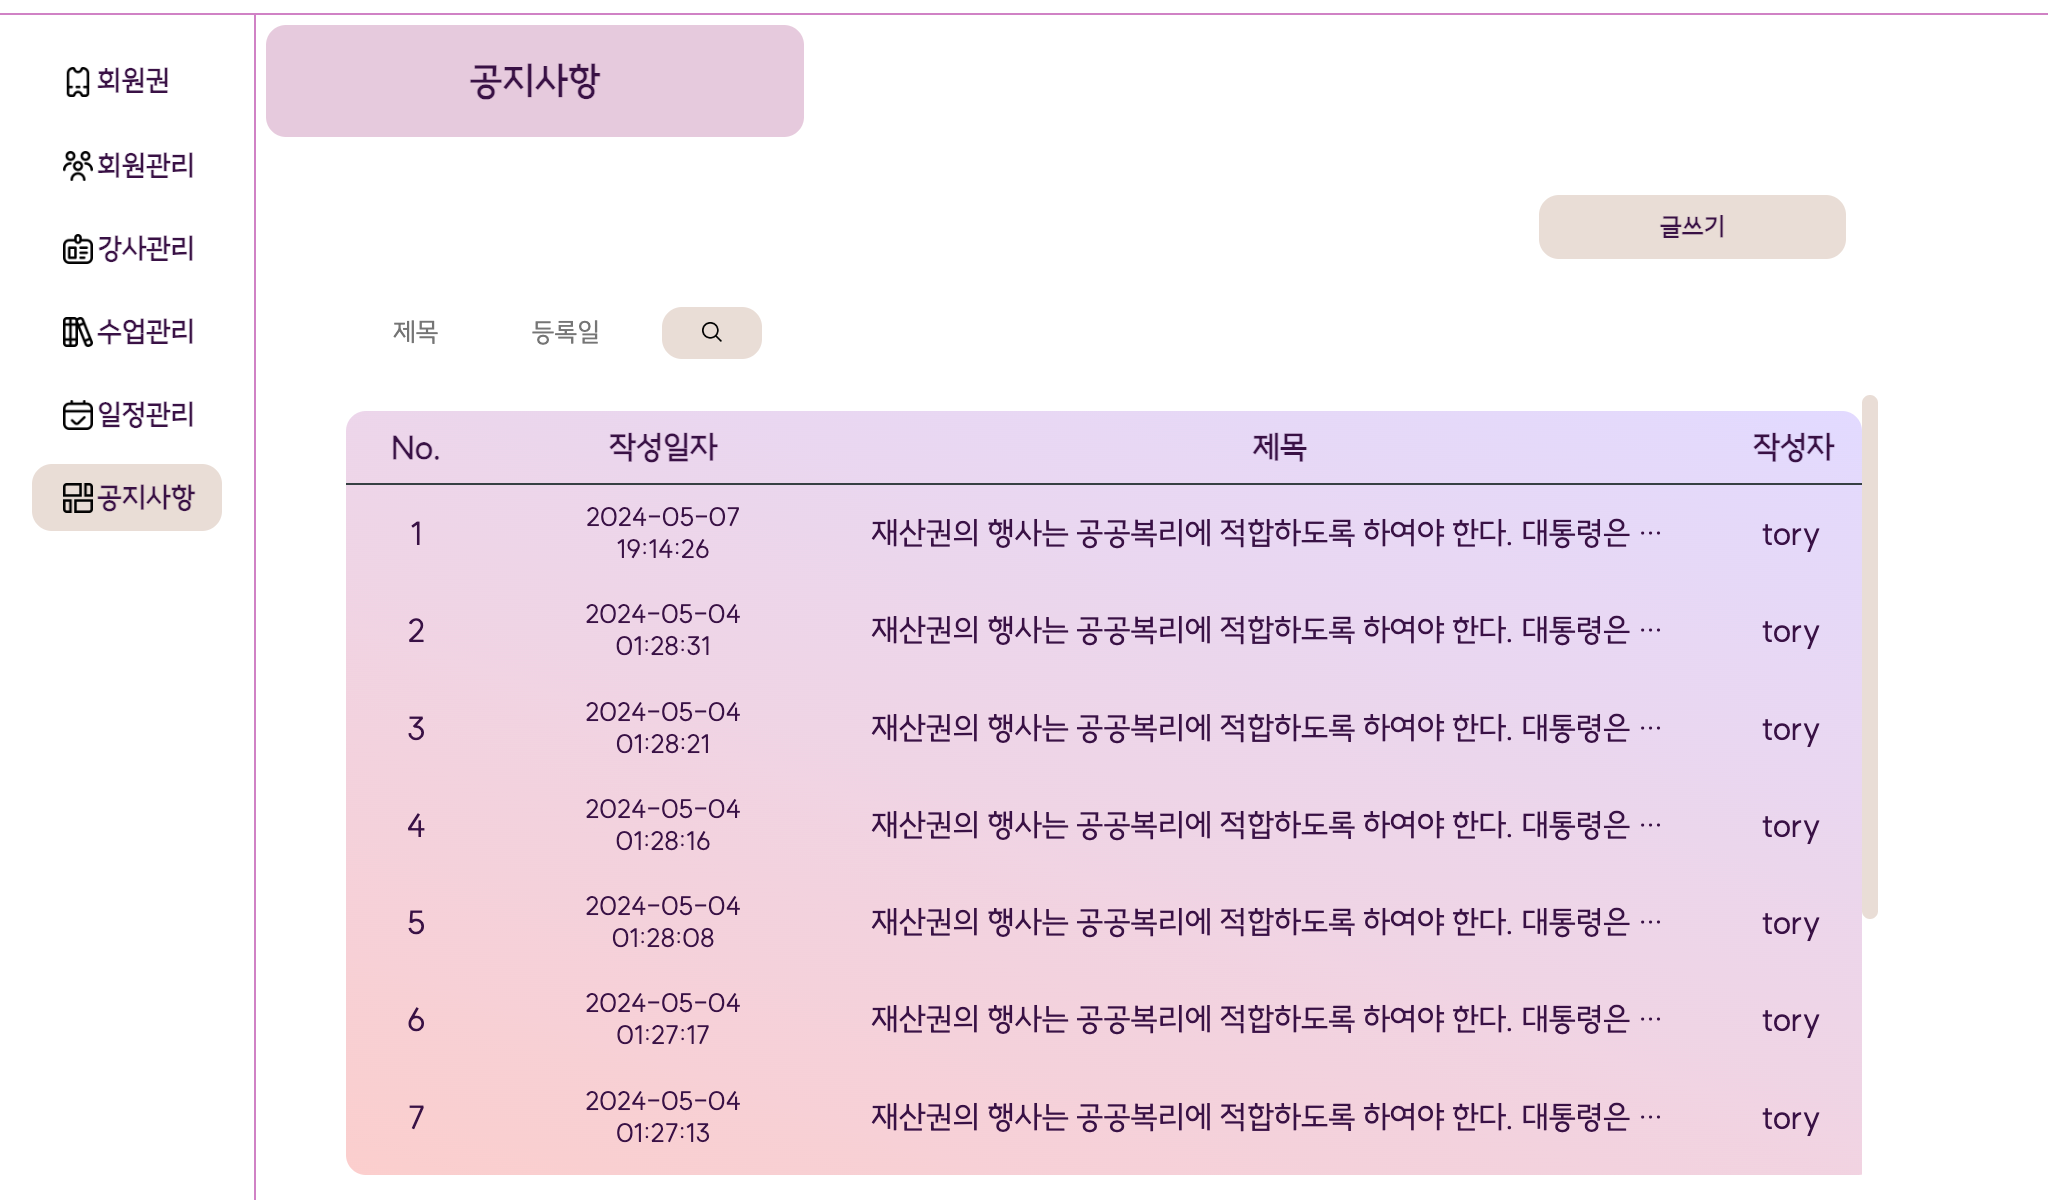 회원권
회원관리
강사관리
수업관리
일정관리
공지사항
공지사항
글쓰기
제목 등록일
No. 작성일자 제목 작성자
1 2024-05-07 19:14:26 재산권의 행사는 공공복리에 적합하도록 하여야 한다. 대통령은 ··· tory
2 2024-05-04 01:28:31 재산권의 행사는 공공복리에 적합하도록 하여야 한다. 대통령은 ··· tory
3 2024-05-04 01:28:21 재산권의 행사는 공공복리에 적합하도록 하여야 한다. 대통령은 ··· tory
4 2024-05-04 01:28:16 재산권의 행사는 공공복리에 적합하도록 하여야 한다. 대통령은 ··· tory
5 2024-05-04 01:28:08 재산권의 행사는 공공복리에 적합하도록 하여야 한다. 대통령은 ··· tory
6 2024-05-04 01:27:17 재산권의 행사는 공공복리에 적합하도록 하여야 한다. 대통령은 ··· tory
7 2024-05-04 01:27:13 재산권의 행사는 공공복리에 적합하도록 하여야 한다. 대통령은 ··· tory